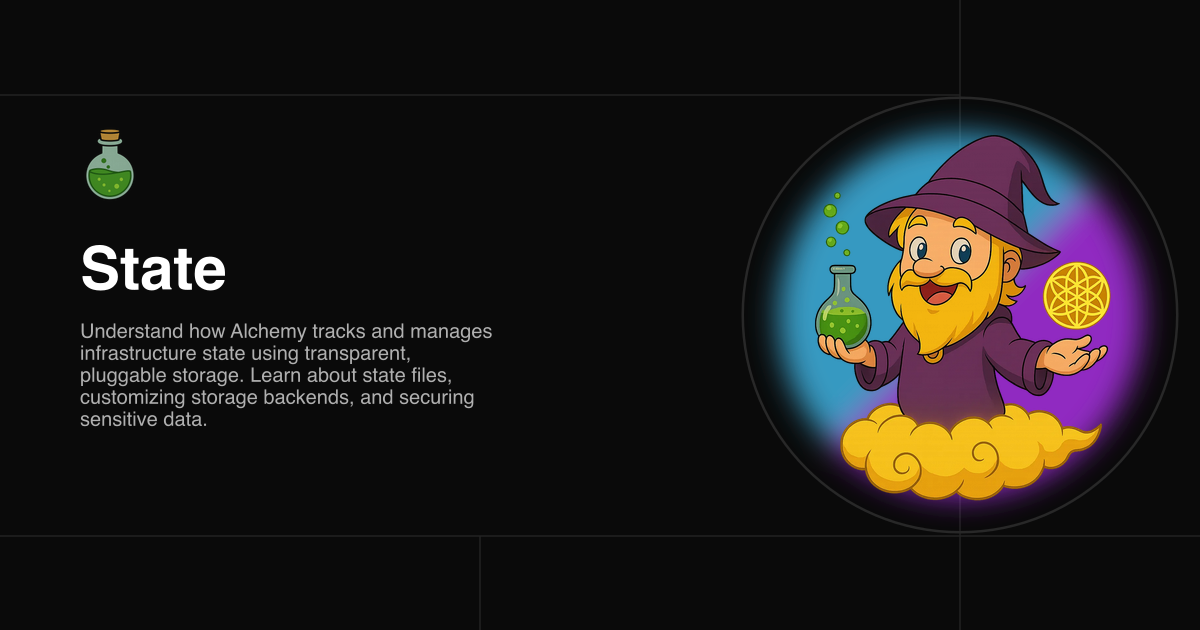 State
Understand how Alchemy tracks and manages
infrastructure state using transparent,
pluggable storage. Learn about state files,
customizing storage backends, and securing
sensitive data.